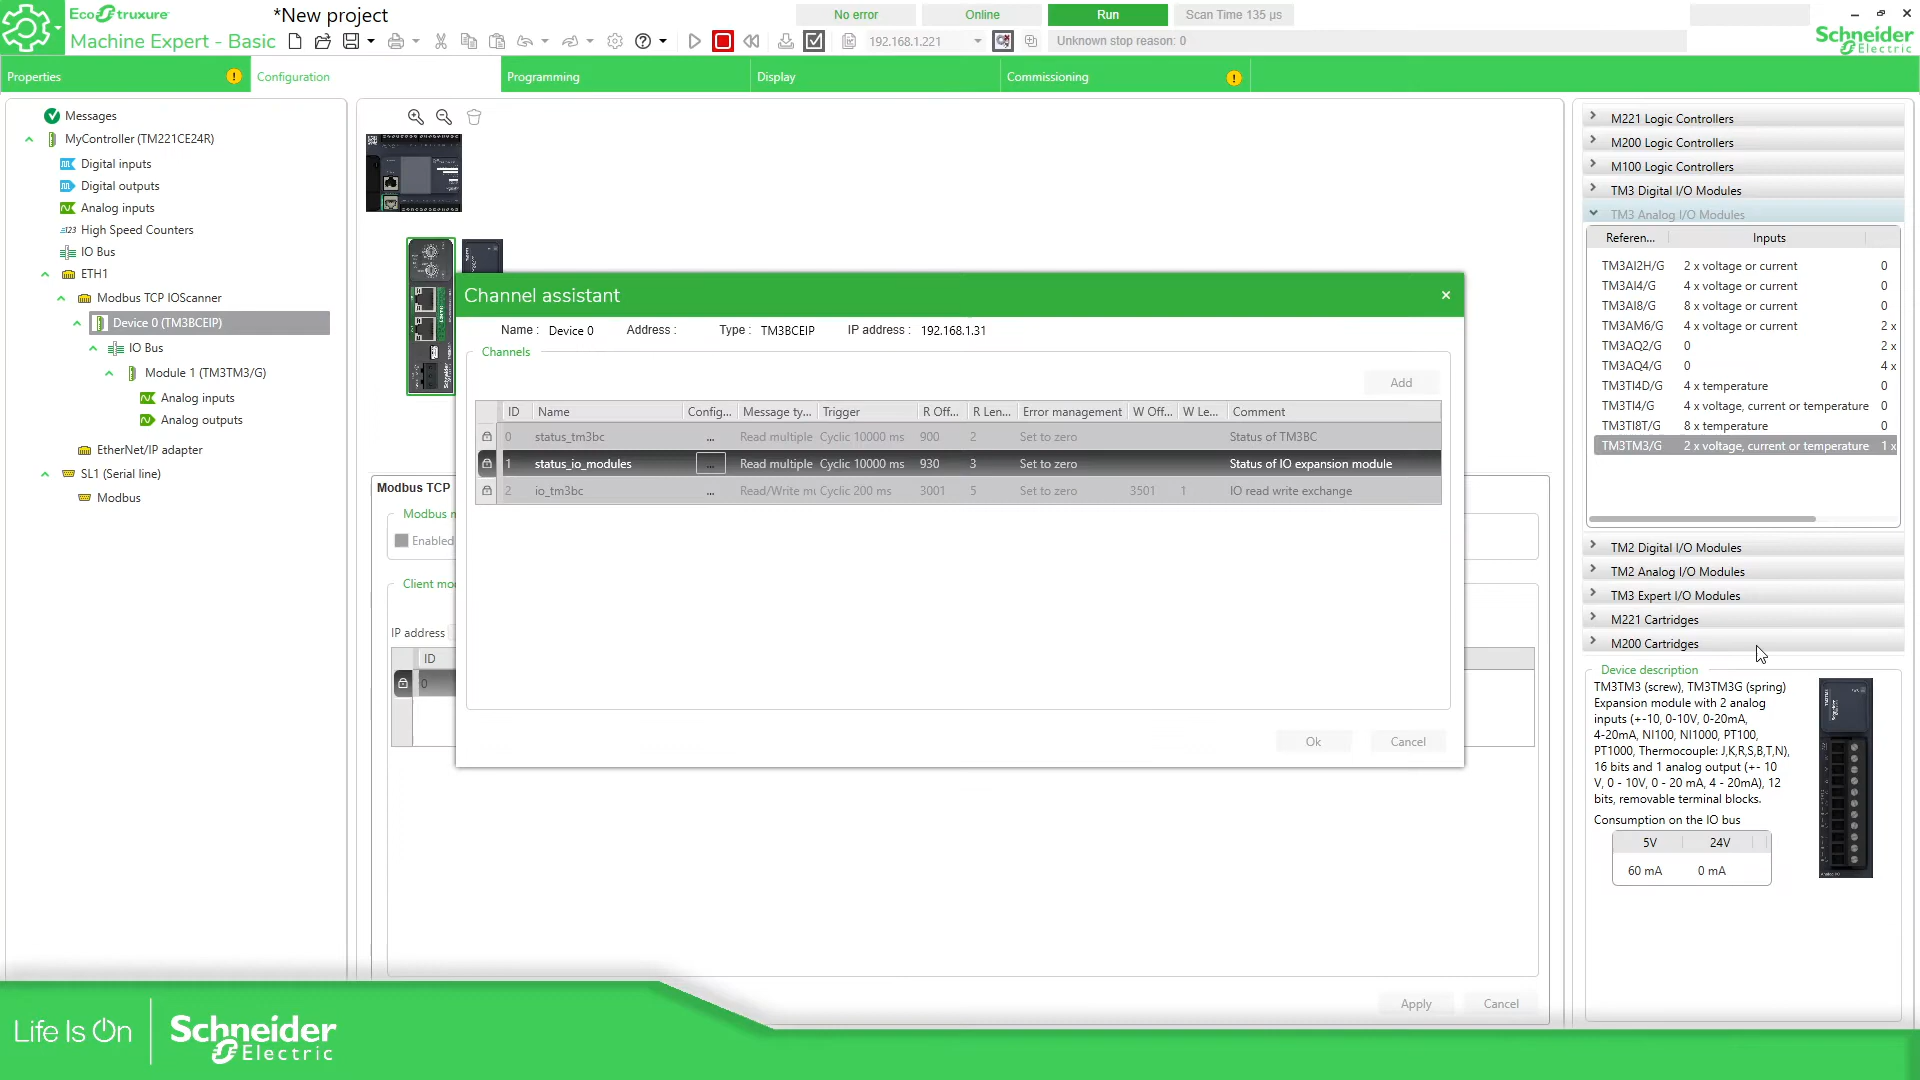 EcoStruxure
*New project
No error
Online
Run
Scan Time 135 µs
Machine Expert - Basic
192.168.1.221
Unknown stop reason: 0
Schneider
Electric
Properties
Configuration
Programming
Display
Commissioning
Messages
MyController (TM221CE24R)
Digital inputs
Digital outputs
Analog inputs
High Speed Counters
IO Bus
ETH1
Modbus TCP IOScanner
Device 0 (TM3BCEIP)
IO Bus
Module 1 (TM3TM3/G)
Analog inputs
Analog outputs
EtherNet/IP adapter
SL1 (Serial line)
Modbus
Channel assistant
Name : Device 0 Address : Type : TM3BCEIP IP address : 192.168.1.31
Channels
Add
ID Name Config... Message ty... Trigger R Off... R Len... Error management W Off... W Le... Comment
0 status_tm3bc ... Read multiple Cyclic 10000 ms 900 2 Set to zero Status of TM3BC
1 status_io_modules ... Read multiple Cyclic 10000 ms 930 3 Set to zero Status of IO expansion module
2 io_tm3bc ... Read/Write mu Cyclic 200 ms 3001 5 Set to zero 3501 1 IO read write exchange
Ok Cancel
Modbus TCP
Modbus m
Enabled
Client mo
IP address
ID
0
Apply Cancel
M221 Logic Controllers
M200 Logic Controllers
M100 Logic Controllers
TM3 Digital I/O Modules
TM3 Analog I/O Modules
Referen... Inputs
TM3AI2H/G 2 x voltage or current 0
TM3AI4/G 4 x voltage or current 0
TM3AI8/G 8 x voltage or current 0
TM3AM6/G 4 x voltage or current 2 x
TM3AQ2/G 0 2 x
TM3AQ4/G 0 4 x
TM3TI4D/G 4 x temperature 0
TM3TI4/G 4 x voltage, current or temperature 0
TM3TI8T/G 8 x temperature 0
TM3TM3/G 2 x voltage, current or temperature 1 x
TM2 Digital I/O Modules
TM2 Analog I/O Modules
TM3 Expert I/O Modules
M221 Cartridges
M200 Cartridges
Device description
TM3TM3 (screw), TM3TM3G (spring)
Expansion module with 2 analog
inputs (+-10, 0-10V, 0-20mA,
4-20mA, NI100, NI1000, PT100,
PT1000, Thermocouple: J,K,R,S,B,T,N),
16 bits and 1 analog output (+- 10
V, 0 - 10V, 0 - 20 mA, 4 - 20mA), 12
bits, removable terminal blocks.
Consumption on the IO bus
5V 24V
60 mA 0 mA
Life Is On
Schneider
Electric